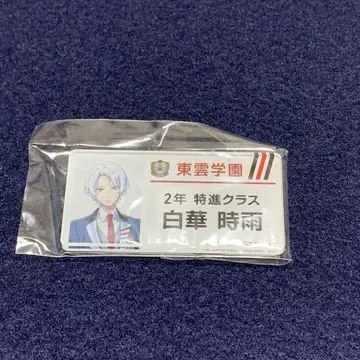 東雲学園
2年 特進クラス
白華 時雨